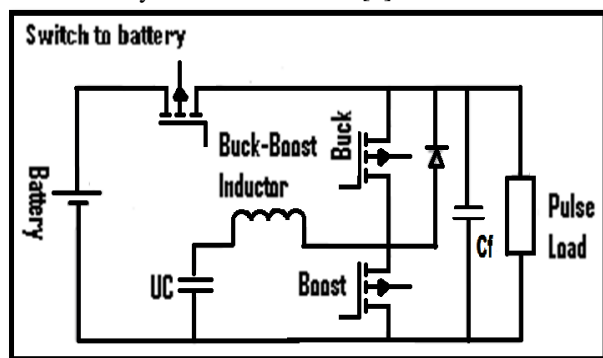 Switch to battery
Buck-Boost
Inductor
Buck
Battery
UC
Boost
Cf
Pulse
Load